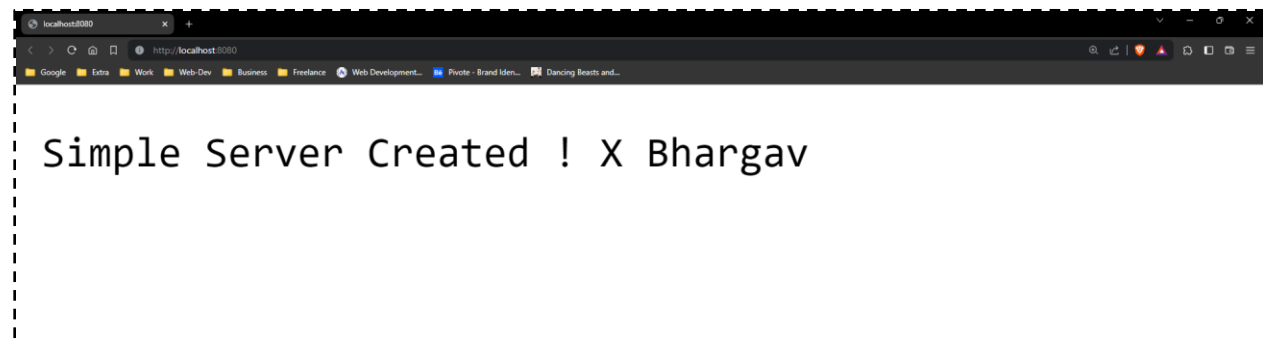 localhost:8080
http://localhost:8080
Google Extra Work Web-Dev Business Freelance Web Development... Bē Pivote - Brand Iden... Dancing Beasts and...
Simple Server Created ! X Bhargav